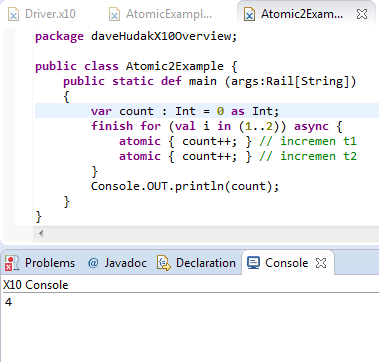 Driver.x10 AtomicExampl... Atomic2Exam...
package daveHudakX10Overview;
public class Atomic2Example {
public static def main (args:Rail[String])
{
var count : Int = 0 as Int;
finish for (val i in (1..2)) async {
atomic { count++; } // incremen t1
atomic { count++; } // incremen t2
}
Console.OUT.println(count);
}
}
Problems @ Javadoc Declaration Console
X10 Console
4